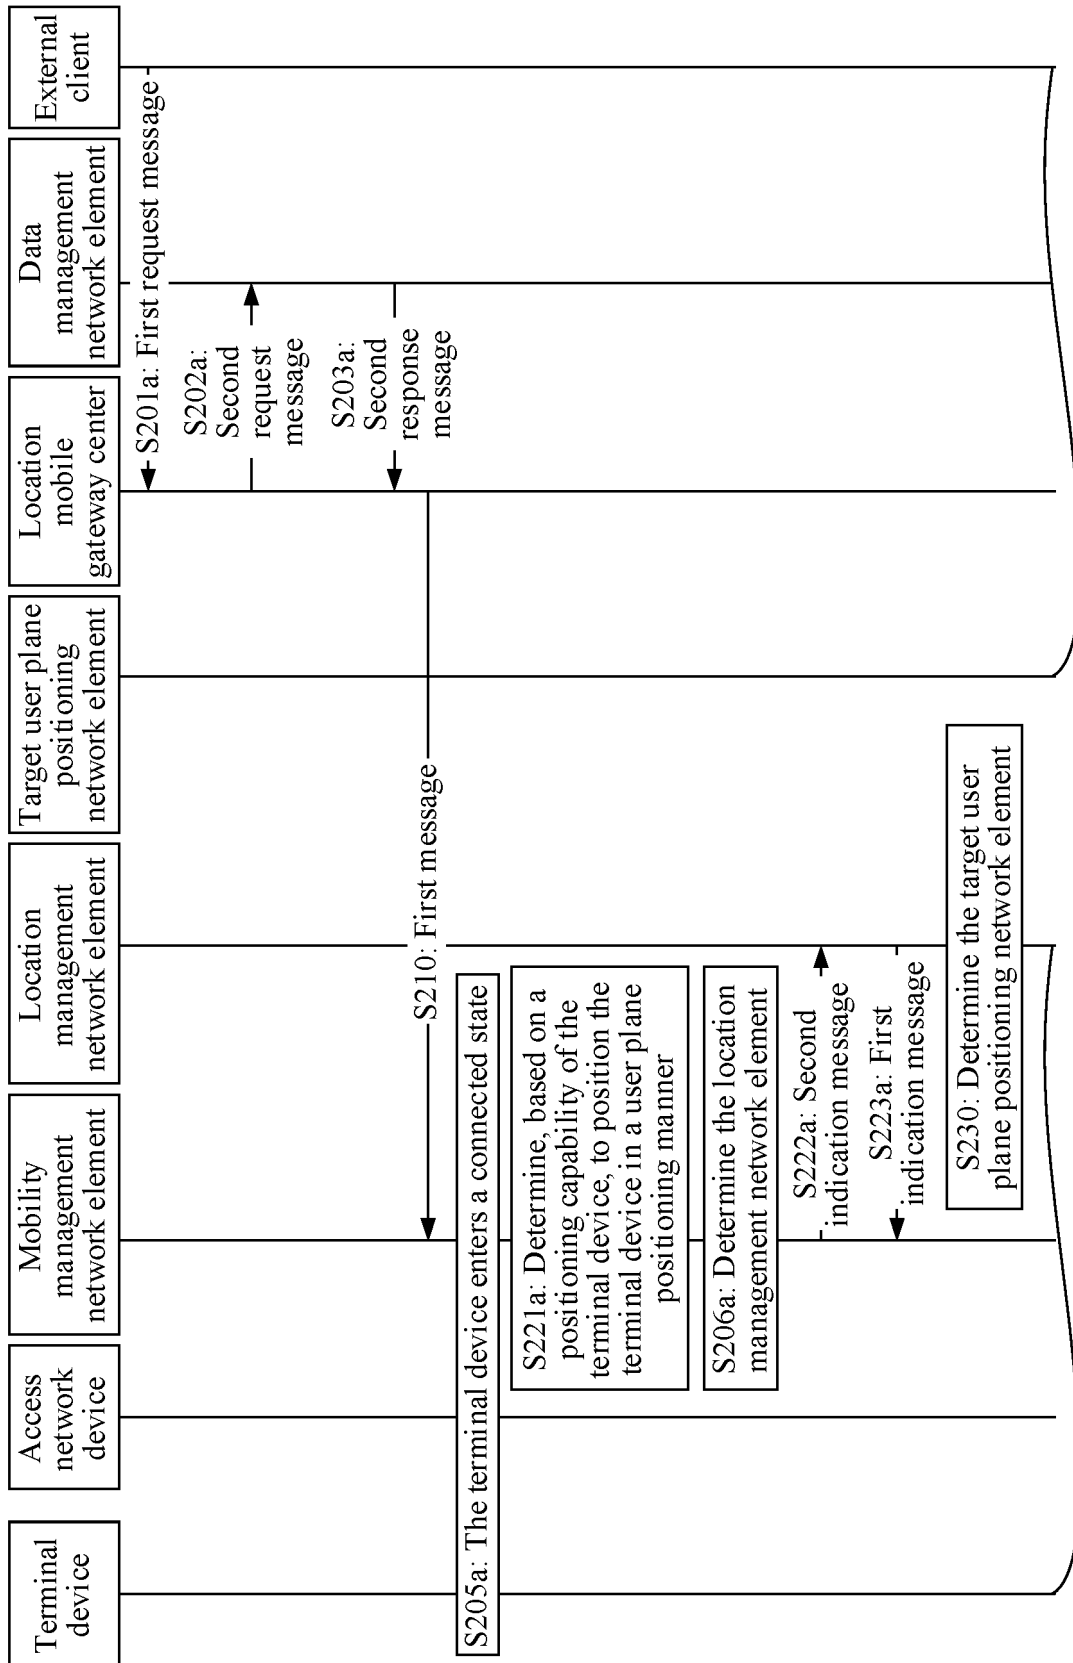 Terminal
device
Access
network
device
Mobility
management
network element
Location
management
network element
Target user plane
positioning
network element
Location
mobile
gateway center
Data
management
network element
External
client
S201a: First request message
S202a:
Second
request
message
S203a:
Second
response
message
S210: First message
S205a: The terminal device enters a connected state
S221a: Determine, based on a
positioning capability of the
terminal device, to position the
terminal device in a user plane
positioning manner
S206a: Determine the location
management network element
S222a: Second
indication message
S223a: First
indication message
S230: Determine the target user
plane positioning network element